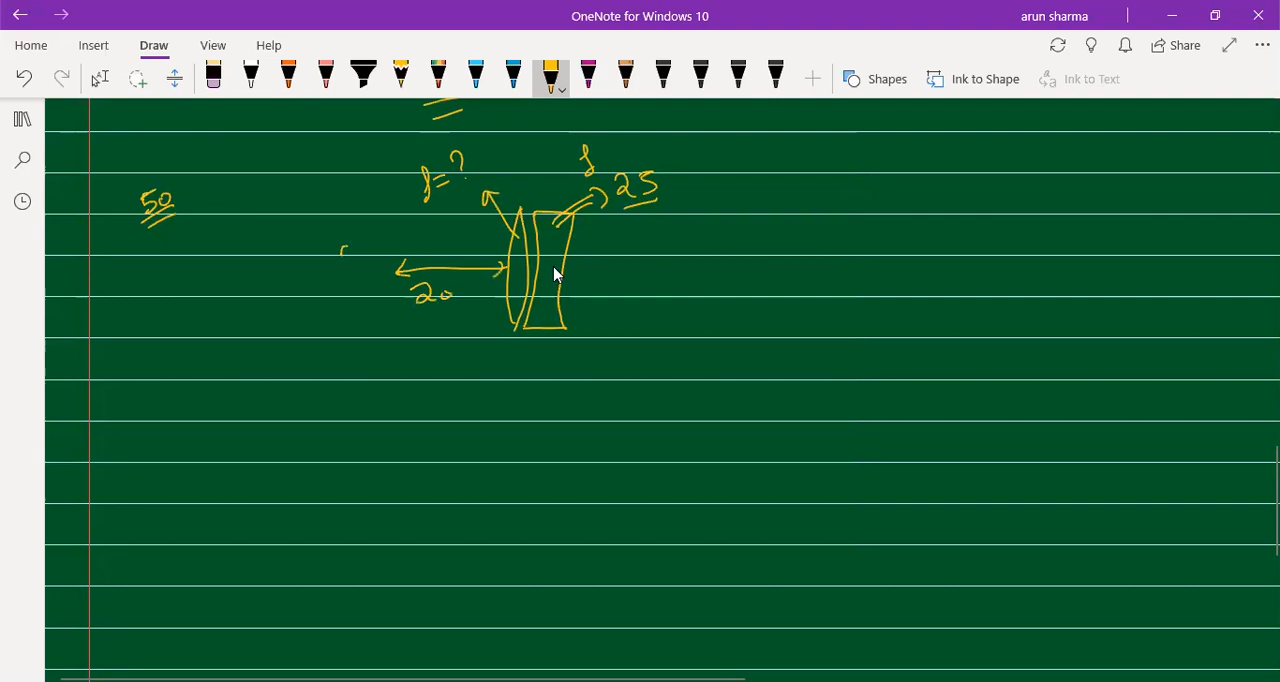 OneNote for Windows 10
arun sharma
Home Insert Draw View Help
Share
Shapes
Ink to Shape
Ink to Text
f=?
f
25
50
20